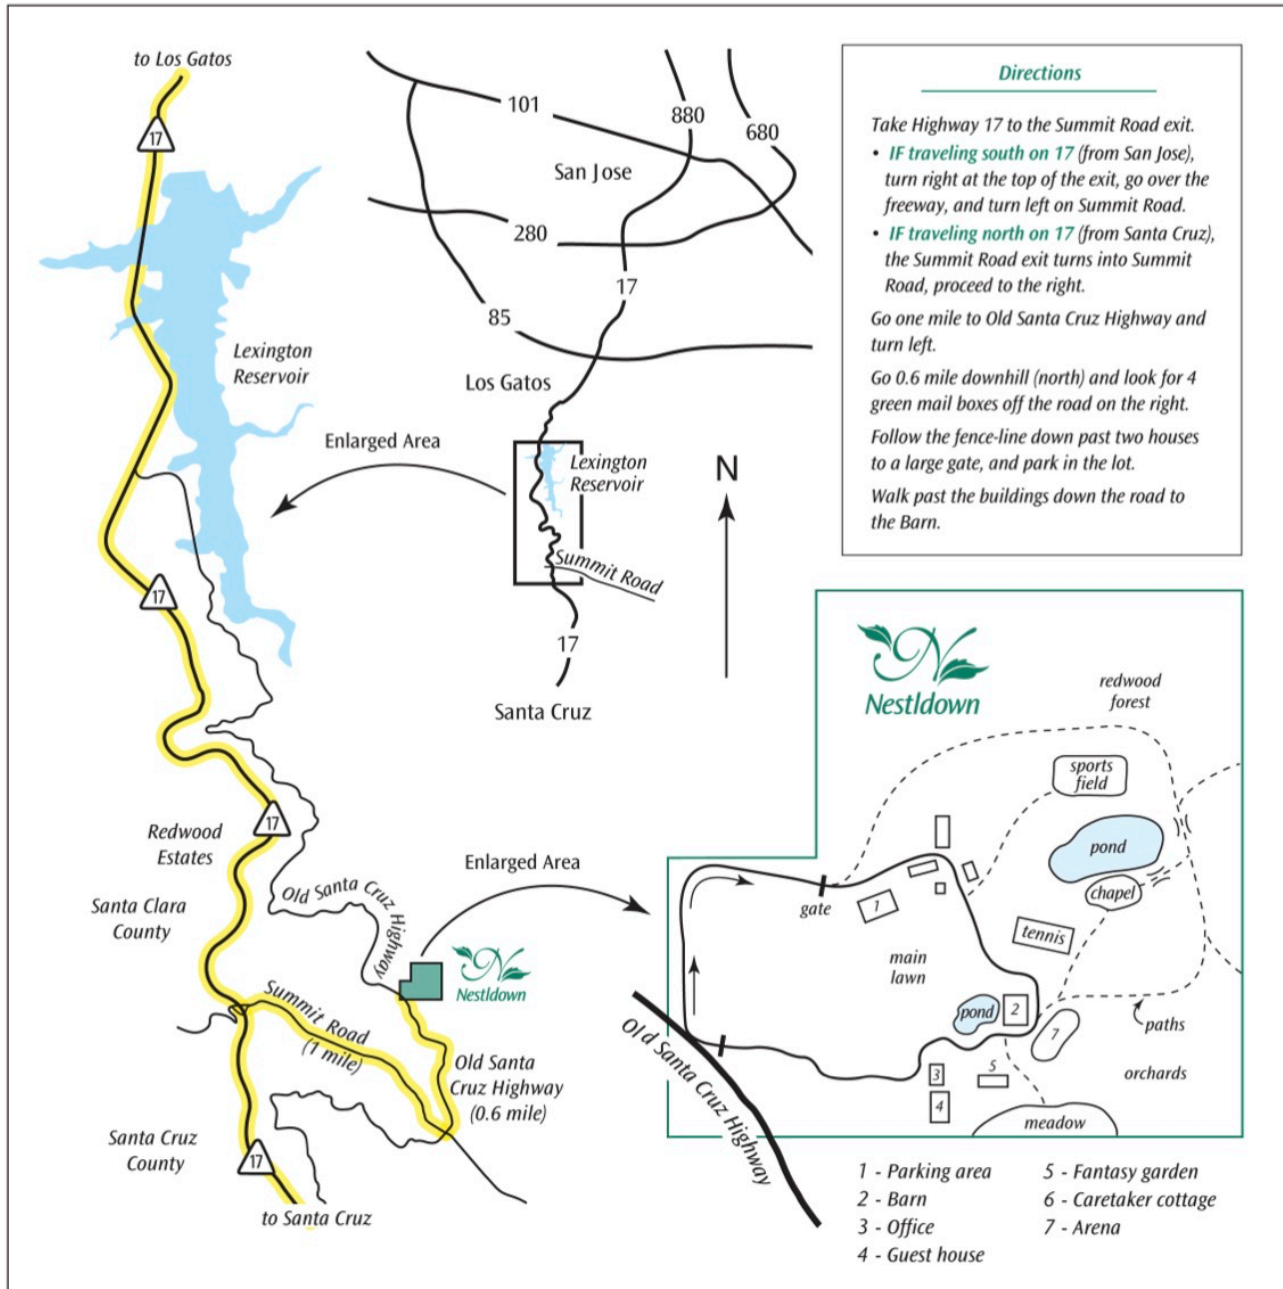 to Los Gatos
17
Lexington
Reservoir
17
17
Redwood
Estates
Santa Clara
County
Old Santa Cruz Highway
Nestldown
Summit Road
(1 mile)
Old Santa
Cruz Highway
(0.6 mile)
Santa Cruz
County
17
to Santa Cruz
101
880
680
San Jose
280
17
85
Los Gatos
Enlarged Area
Lexington
Reservoir
Summit Road
17
Santa Cruz
N
Enlarged Area
Directions
Take Highway 17 to the Summit Road exit.
• IF traveling south on 17 (from San Jose),
turn right at the top of the exit, go over the
freeway, and turn left on Summit Road.
• IF traveling north on 17 (from Santa Cruz),
the Summit Road exit turns into Summit
Road, proceed to the right.
Go one mile to Old Santa Cruz Highway and
turn left.
Go 0.6 mile downhill (north) and look for 4
green mail boxes off the road on the right.
Follow the fence-line down past two houses
to a large gate, and park in the lot.
Walk past the buildings down the road to
the Barn.
N
Nestldown
redwood
forest
sports
field
pond
chapel
gate
1
tennis
main
lawn
pond
2
7
paths
3
5
orchards
4
meadow
Old Santa Cruz Highway
1 - Parking area
2 - Barn
3 - Office
4 - Guest house
5 - Fantasy garden
6 - Caretaker cottage
7 - Arena